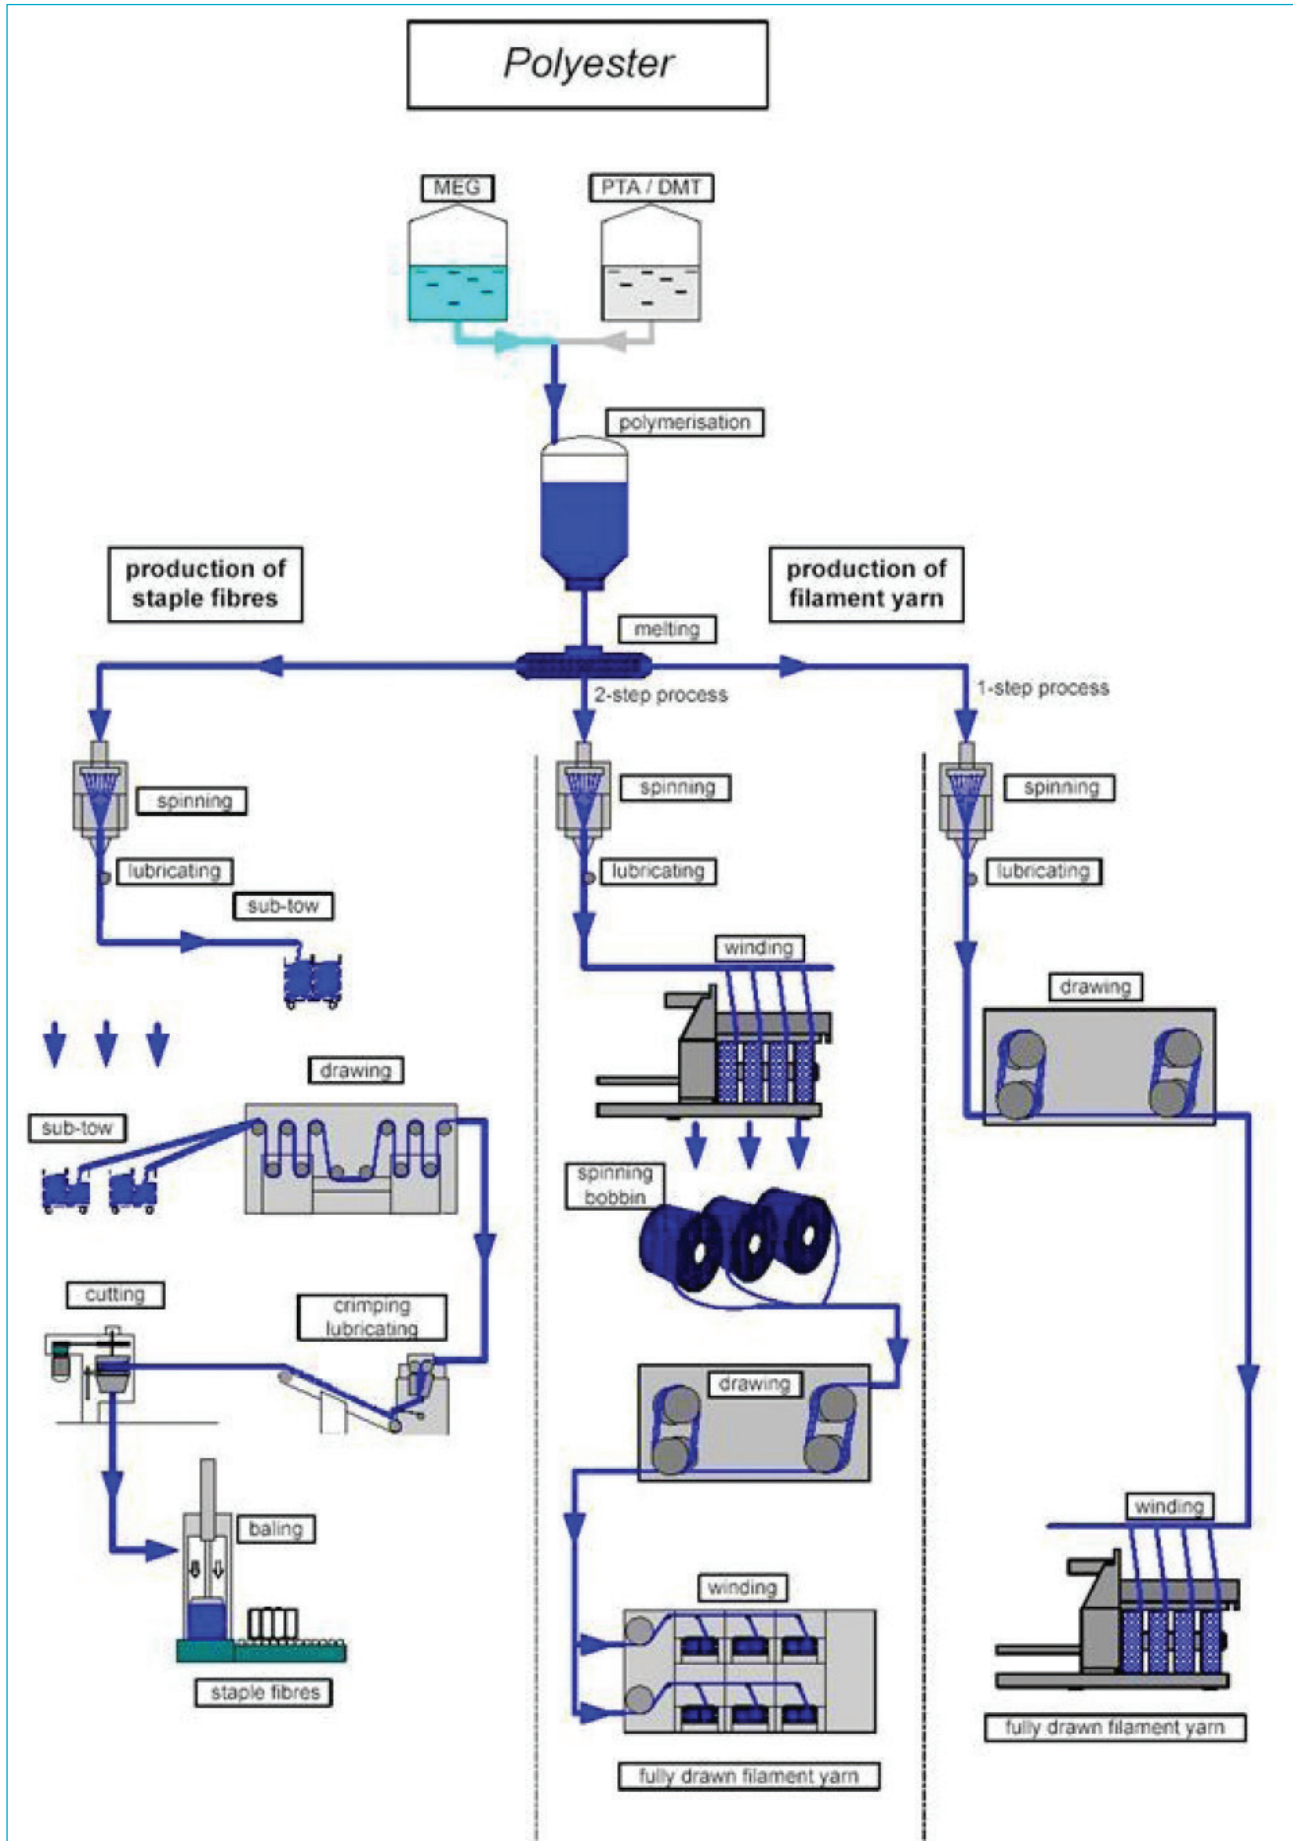 Polyester
MEG
PTA / DMT
polymerisation
production of
staple fibres
production of
filament yarn
melting
2-step process
1-step process
spinning
lubricating
sub-tow
drawing
sub-tow
cutting
crimping
lubricating
baling
staple fibres
spinning
lubricating
winding
spinning
bobbin
drawing
winding
fully drawn filament yarn
spinning
lubricating
drawing
winding
fully drawn filament yarn